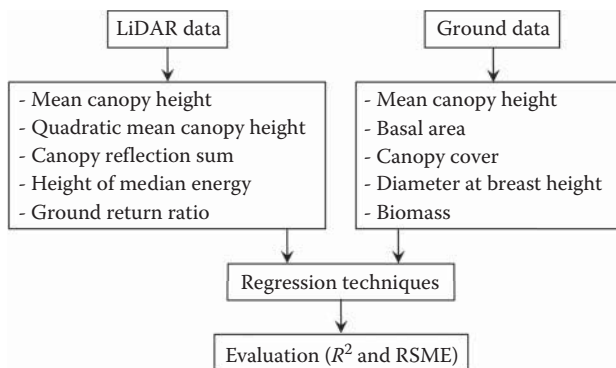 LiDAR data
- Mean canopy height
- Quadratic mean canopy height
- Canopy reflection sum
- Height of median energy
- Ground return ratio
Ground data
- Mean canopy height
- Basal area
- Canopy cover
- Diameter at breast height
- Biomass
Regression techniques
Evaluation (R² and RSME)